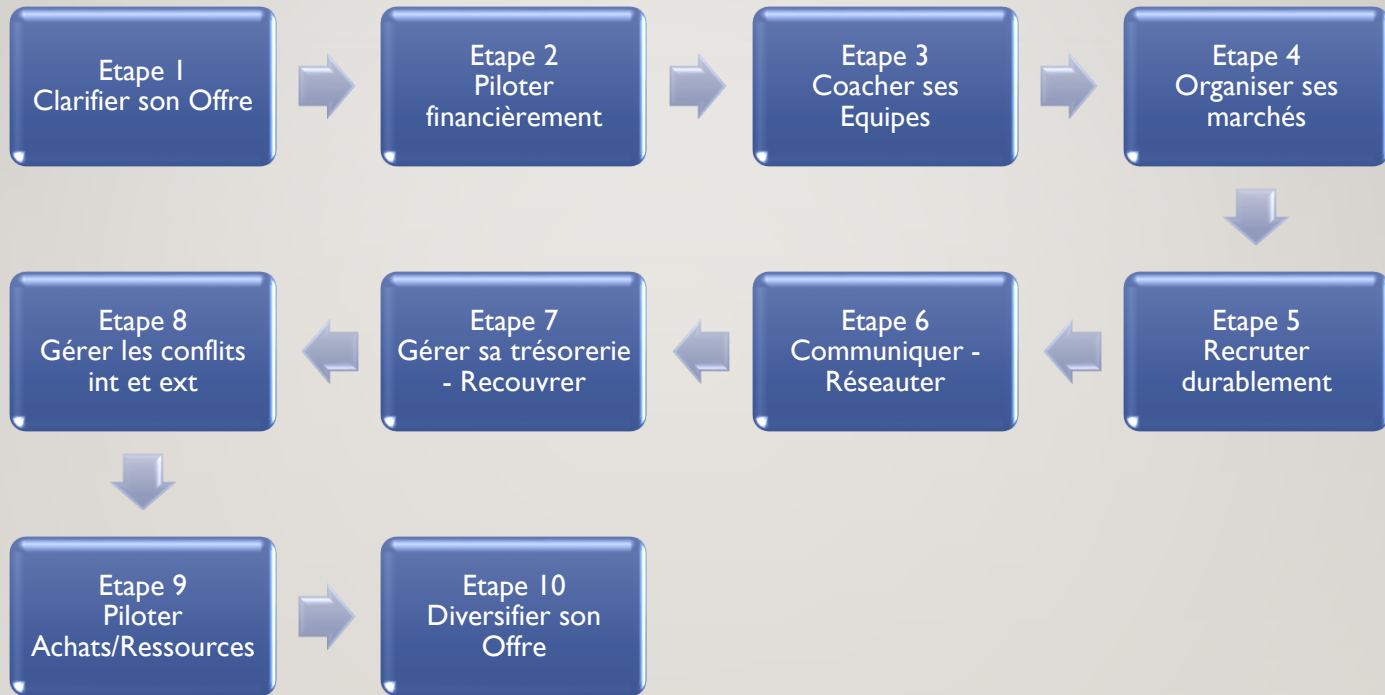 Etape 1
Clarifier son Offre
Etape 2
Piloter
financièrement
Etape 3
Coacher ses
Equipes
Etape 4
Organiser ses
marchés
Etape 5
Recruter
durablement
Etape 6
Communiquer -
Réseauter
Etape 7
Gérer sa trésorerie
- Recouvrer
Etape 8
Gérer les conflits
int et ext
Etape 9
Piloter
Achats/Ressources
Etape 10
Diversifier son
Offre